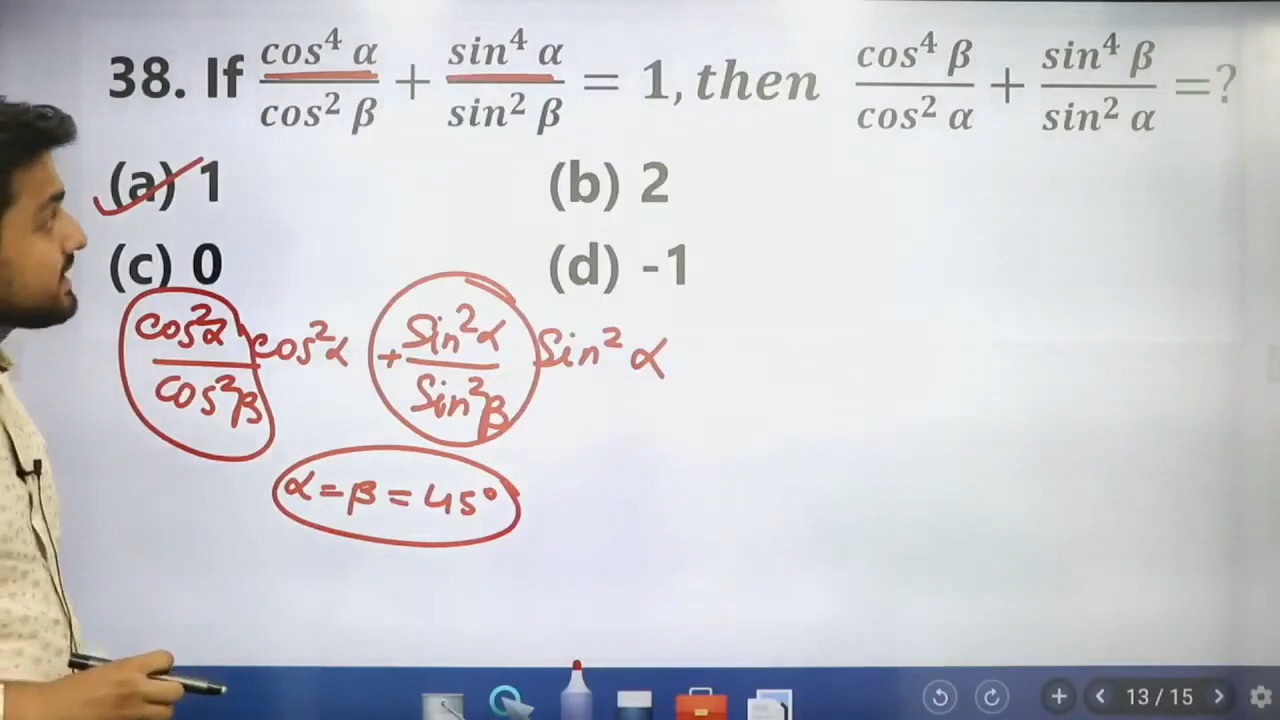 38. If cos⁴ α / cos² β + sin⁴ α / sin² β = 1, then cos⁴ β / cos² α + sin⁴ β / sin² α =?
(a) 1 (b) 2
(c) 0 (d) -1
cos²α / cos²β cos²α + sin²α / sin²β sin²α
α = β = 45°
13 / 15